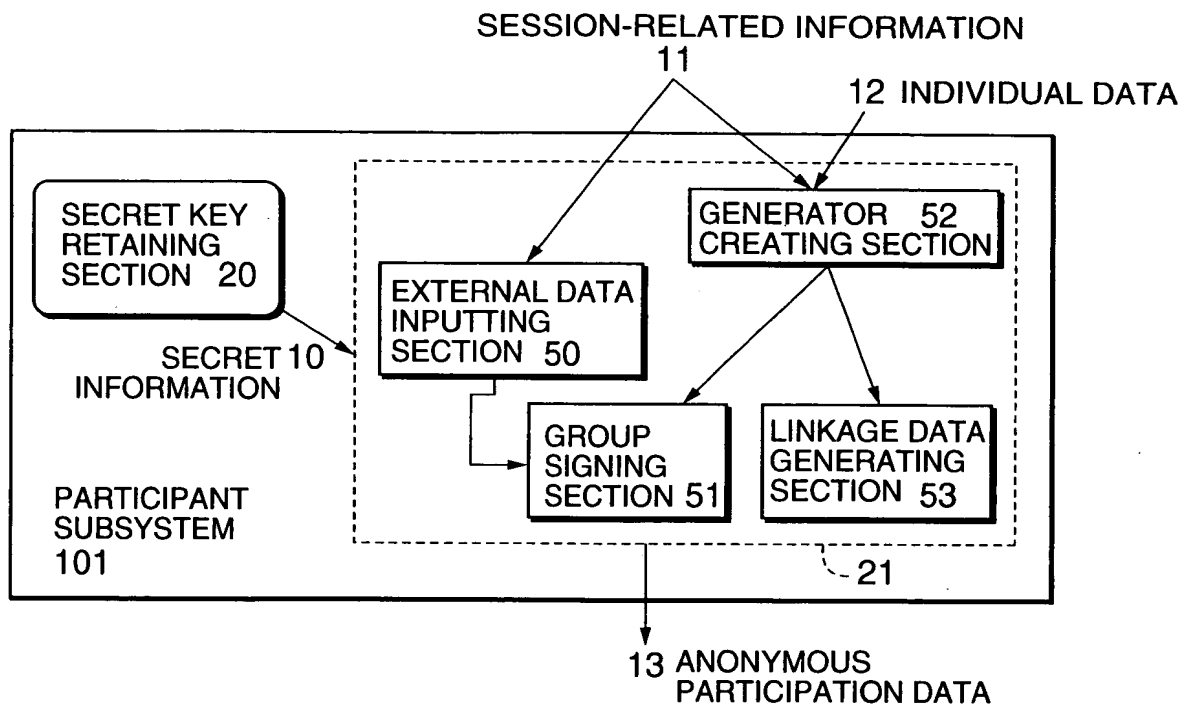 SESSION-RELATED INFORMATION
11
12 INDIVIDUAL DATA
SECRET KEY
RETAINING
SECTION 20
GENERATOR 52
CREATING SECTION
EXTERNAL DATA
INPUTTING
SECTION 50
SECRET 10
INFORMATION
GROUP
SIGNING
SECTION 51
LINKAGE DATA
GENERATING
SECTION 53
PARTICIPANT
SUBSYSTEM
101
21
13 ANONYMOUS
PARTICIPATION DATA